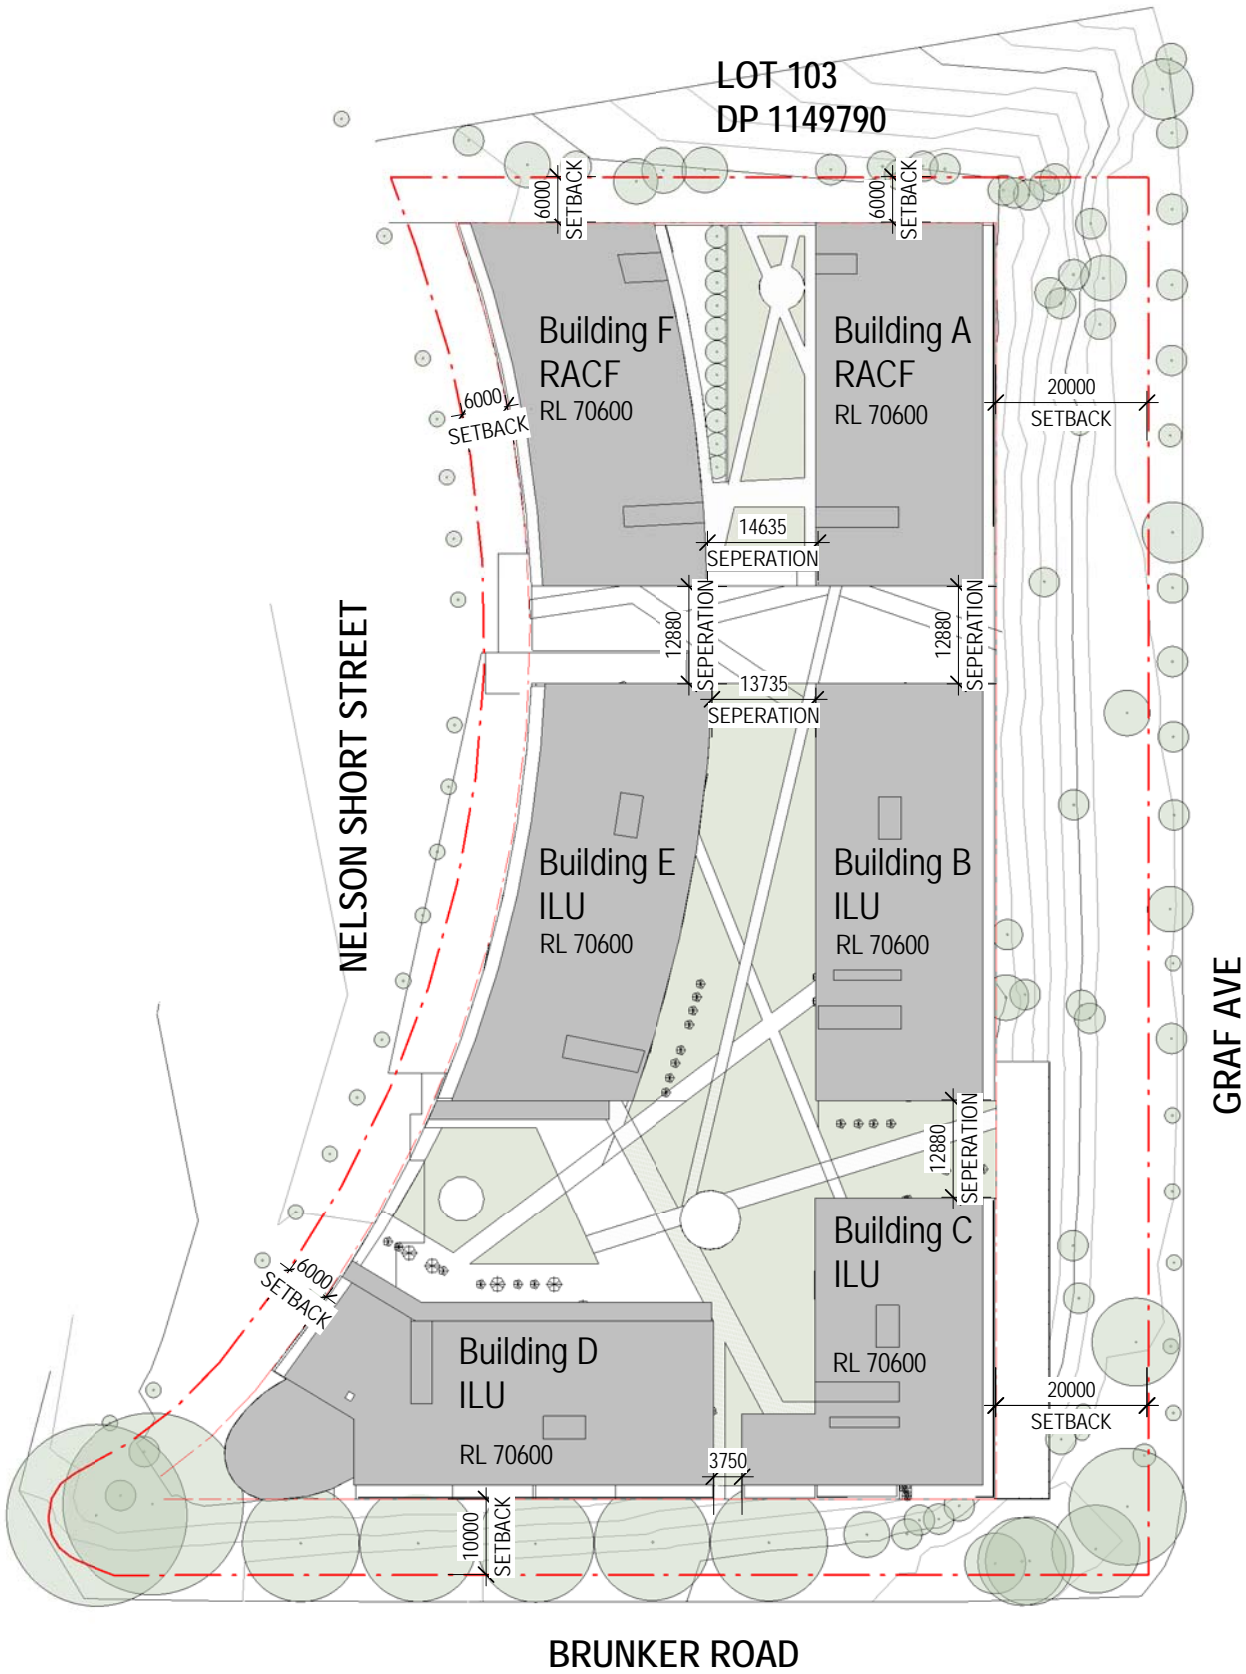 LOT 103
DP 1149790
6000
SETBACK
6000
SETBACK
Building F
RACF
RL 70600
Building A
RACF
RL 70600
6000
SETBACK
20000
SETBACK
14635
SEPERATION
12880
SEPERATION
12880
SEPERATION
13735
SEPERATION
NELSON SHORT STREET
Building E
ILU
RL 70600
Building B
ILU
RL 70600
GRAF AVE
12880
SEPERATION
Building C
ILU
RL 70600
6000
SETBACK
Building D
ILU
RL 70600
20000
SETBACK
3750
10000
SETBACK
BRUNKER ROAD